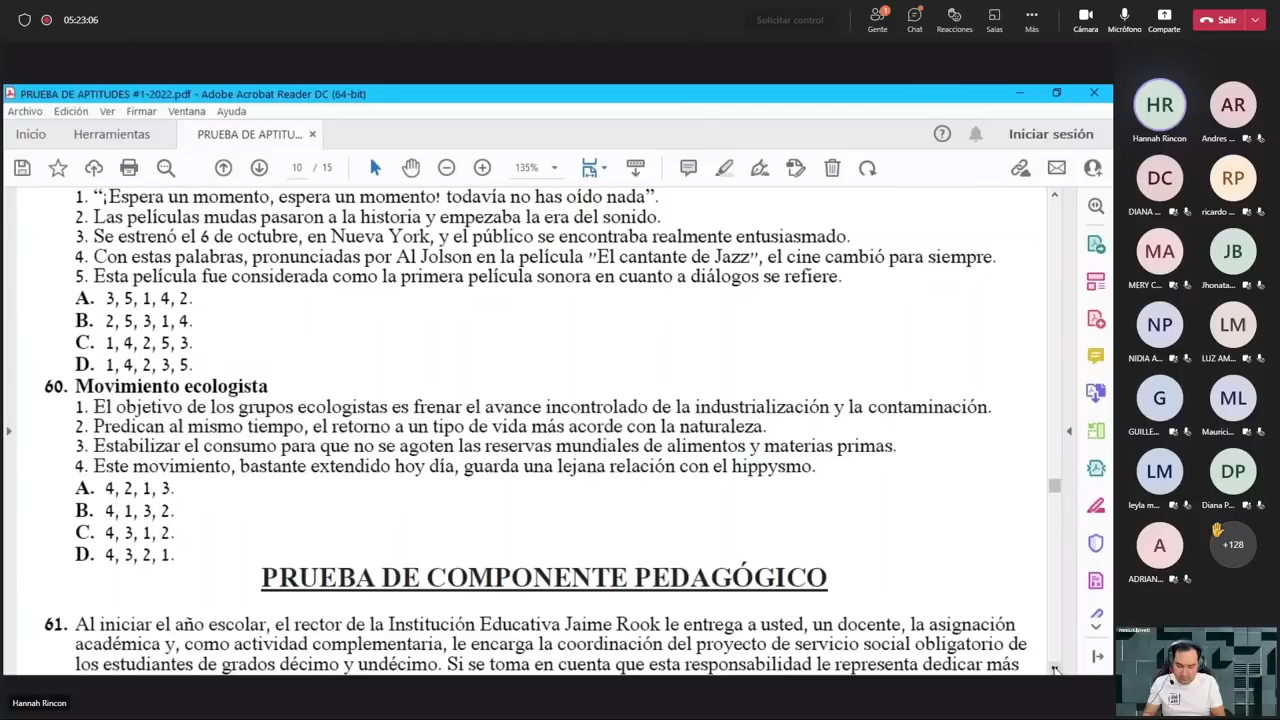 05:23:06
Solicitar control
1
Gente
Chat
Reacciones
Salas
Más
Cámara
Micrófono
Comparte
Salir
PRUEBA DE APTITUDES #1-2022.pdf - Adobe Acrobat Reader DC (64-bit)
Archivo Edición Ver Firmar Ventana Ayuda
Inicio Herramientas PRUEBA DE APTITU... Iniciar sesión
10 / 15 135%
1. “¡Espera un momento, espera un momento! todavía no has oído nada”.
2. Las películas mudas pasaron a la historia y empezaba la era del sonido.
3. Se estrenó el 6 de octubre, en Nueva York, y el público se encontraba realmente entusiasmado.
4. Con estas palabras, pronunciadas por Al Jolson en la película "El cantante de Jazz", el cine cambió para siempre.
5. Esta película fue considerada como la primera película sonora en cuanto a diálogos se refiere.
A. 3, 5, 1, 4, 2.
B. 2, 5, 3, 1, 4.
C. 1, 4, 2, 5, 3.
D. 1, 4, 2, 3, 5.
60. Movimiento ecologista
1. El objetivo de los grupos ecologistas es frenar el avance incontrolado de la industrialización y la contaminación.
2. Predican al mismo tiempo, el retorno a un tipo de vida más acorde con la naturaleza.
3. Estabilizar el consumo para que no se agoten las reservas mundiales de alimentos y materias primas.
4. Este movimiento, bastante extendido hoy día, guarda una lejana relación con el hippysmo.
A. 4, 2, 1, 3.
B. 4, 1, 3, 2.
C. 4, 3, 1, 2.
D. 4, 3, 2, 1.
PRUEBA DE COMPONENTE PEDAGÓGICO
61. Al iniciar el año escolar, el rector de la Institución Educativa Jaime Rook le entrega a usted, un docente, la asignación
académica y, como actividad complementaria, le encarga la coordinación del proyecto de servicio social obligatorio de
los estudiantes de grados décimo y undécimo. Si se toma en cuenta que esta responsabilidad le representa dedicar más
HR AR
Hannah Rincon Andres ...
DC RP
DIANA ... ricardo ...
MA JB
MERY C... Jhonata...
NP LM
NIDIA A... LUZ AM...
G ML
GUILLE... Maurici...
LM DP
leyla m... Diana P...
A +128
ADRIAN...
Hannah Rincon